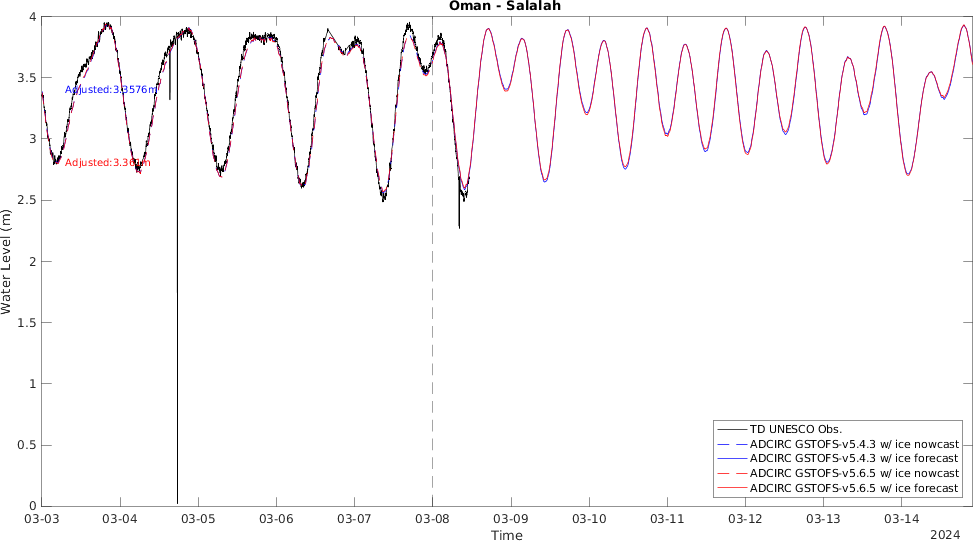 Oman - Salalah
4
3.5
3
2.5
2
1.5
1
0.5
0
Water Level (m)
Adjusted:3.3576m
TD UNESCO Obs.
ADCIRC GSTOFS-v5.4.3 w/ ice nowcast
ADCIRC GSTOFS-v5.4.3 w/ ice forecast
ADCIRC GSTOFS-v5.6.5 w/ ice nowcast
ADCIRC GSTOFS-v5.6.5 w/ ice forecast
03-03 03-04 03-05 03-06 03-07 03-08 03-09 03-10 03-11 03-12 03-13 03-14
Time
2024